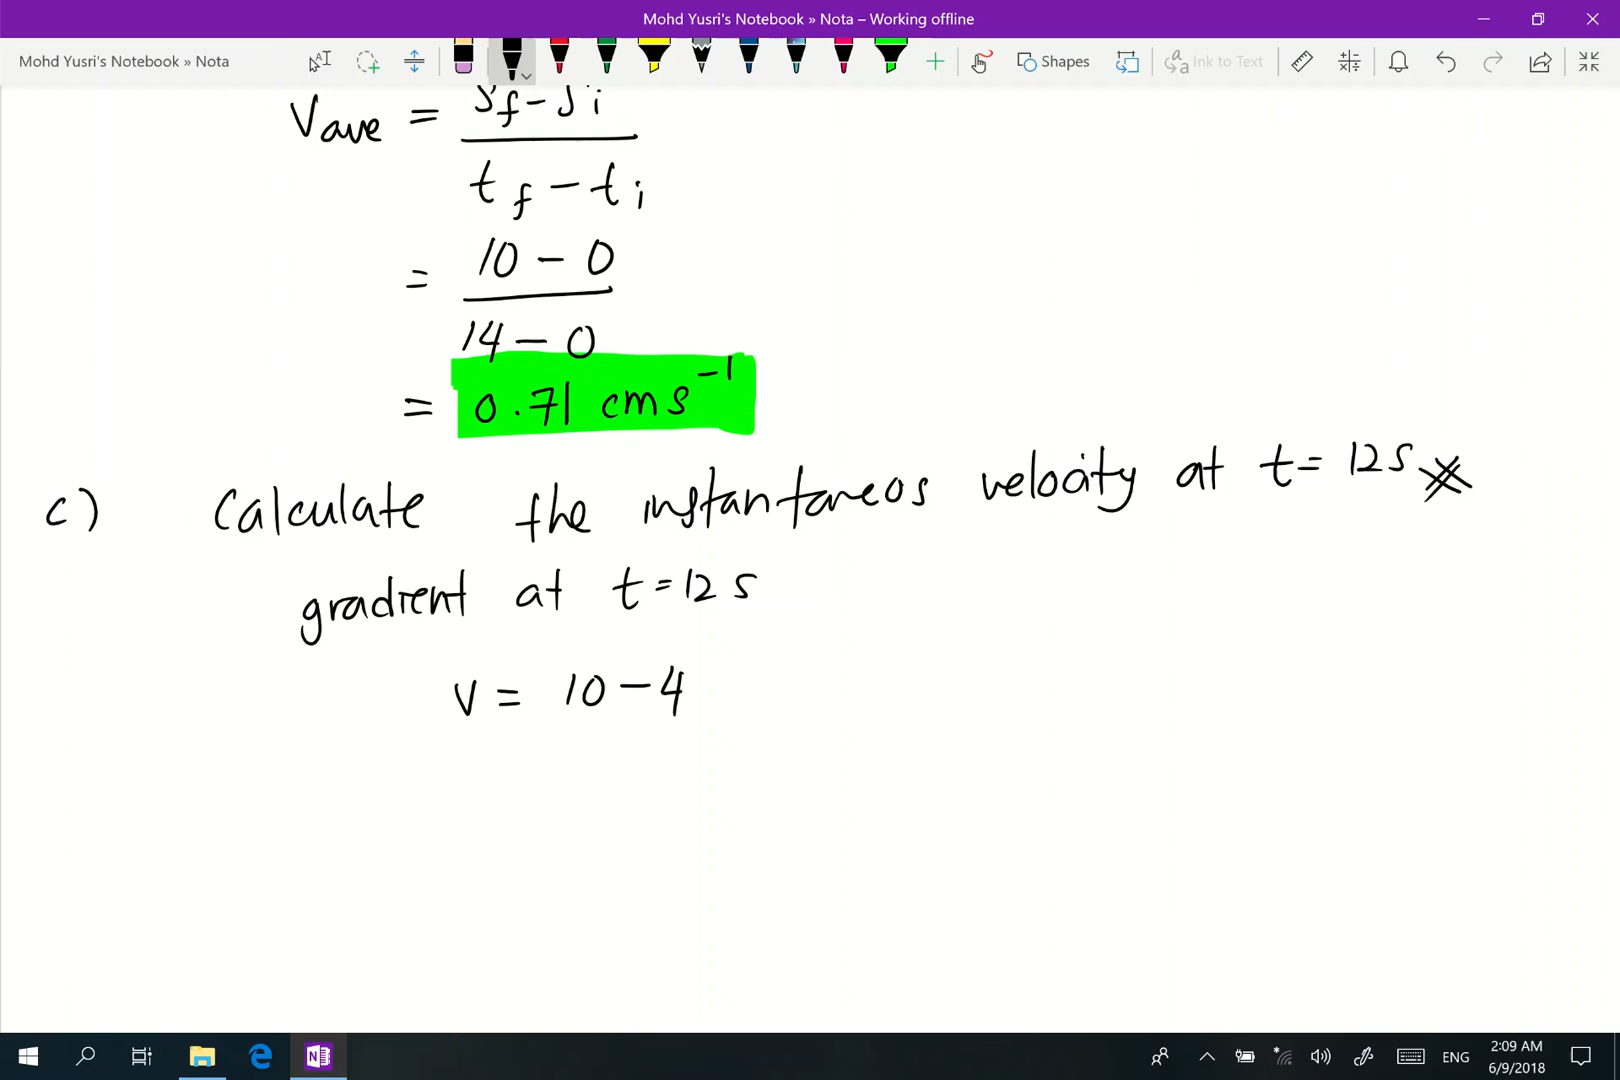 Mohd Yusri's Notebook » Nota – Working offline
Mohd Yusri's Notebook » Nota
Shapes
Ink to Text
Vave = sf - si
tf - ti
= 10 - 0
14 - 0
= 0.71 cms⁻¹
c) Calculate the instantaneos velocity at t = 12 s
gradient at t = 12 s
v = 10 - 4
ENG
2:09 AM
6/9/2018